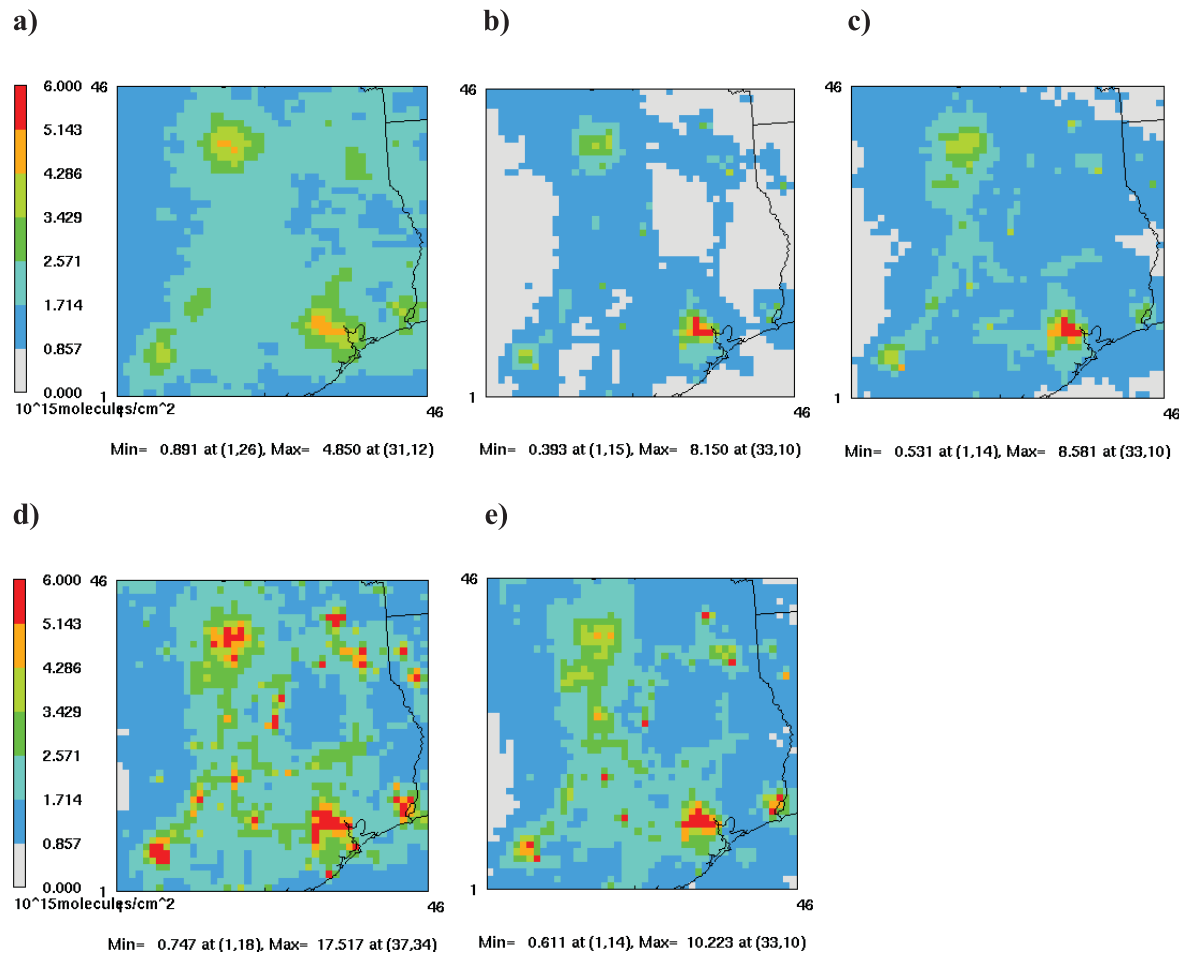 a)
b)
c)
6.000
5.143
4.286
3.429
2.571
1.714
0.857
0.000
10^15molecules/cm^2
46
1
1
46
46
1
46
46
1
46
Min= 0.891 at (1,26), Max= 4.850 at (31,12)
Min= 0.393 at (1,15), Max= 8.150 at (33,10)
Min= 0.531 at (1,14), Max= 8.581 at (33,10)
d)
e)
6.000
5.143
4.286
3.429
2.571
1.714
0.857
0.000
10^15molecules/cm^2
46
1
1
46
46
1
46
Min= 0.747 at (1,18), Max= 17.517 at (37,34)
Min= 0.611 at (1,14), Max= 10.223 at (33,10)